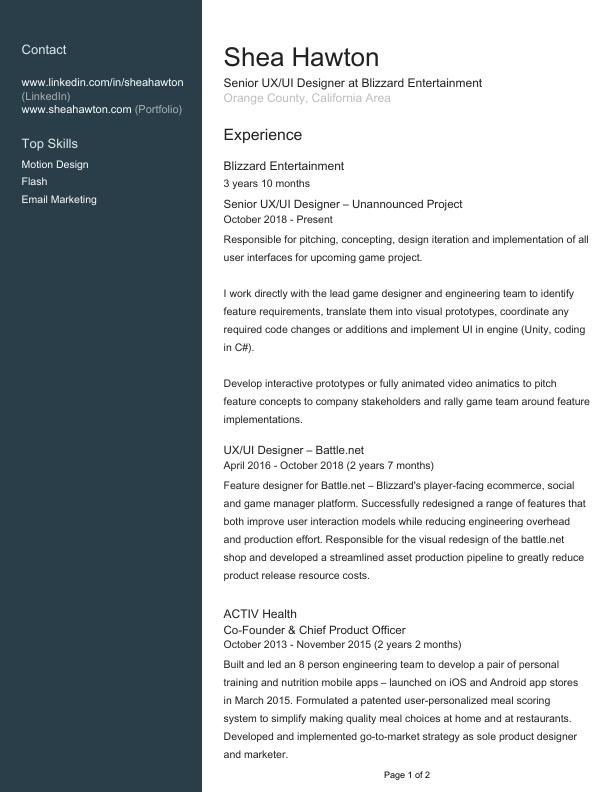 Contact
www.linkedin.com/in/sheahawton
(LinkedIn)
www.sheahawton.com (Portfolio)
Top Skills
Motion Design
Flash
Email Marketing
Shea Hawton
Senior UX/UI Designer at Blizzard Entertainment
Orange County, California Area
Experience
Blizzard Entertainment
3 years 10 months
Senior UX/UI Designer – Unannounced Project
October 2018 - Present
Responsible for pitching, concepting, design iteration and implementation of all
user interfaces for upcoming game project.
I work directly with the lead game designer and engineering team to identify
feature requirements, translate them into visual prototypes, coordinate any
required code changes or additions and implement UI in engine (Unity, coding
in C#).
Develop interactive prototypes or fully animated video animatics to pitch
feature concepts to company stakeholders and rally game team around feature
implementations.
UX/UI Designer – Battle.net
April 2016 - October 2018 (2 years 7 months)
Feature designer for Battle.net – Blizzard's player-facing ecommerce, social
and game manager platform. Successfully redesigned a range of features that
both improve user interaction models while reducing engineering overhead
and production effort. Responsible for the visual redesign of the battle.net
shop and developed a streamlined asset production pipeline to greatly reduce
product release resource costs.
ACTIV Health
Co-Founder & Chief Product Officer
October 2013 - November 2015 (2 years 2 months)
Built and led an 8 person engineering team to develop a pair of personal
training and nutrition mobile apps – launched on iOS and Android app stores
in March 2015. Formulated a patented user-personalized meal scoring
system to simplify making quality meal choices at home and at restaurants.
Developed and implemented go-to-market strategy as sole product designer
and marketer.
Page 1 of 2